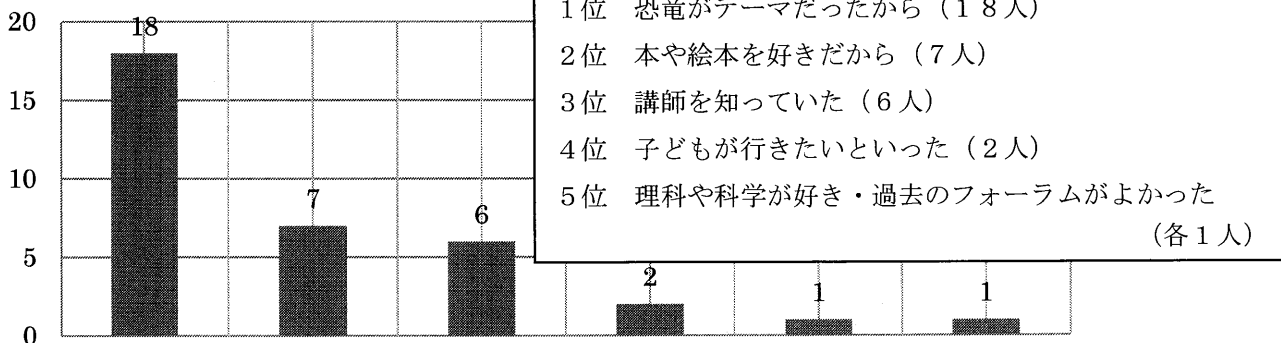 1位 恐竜がテーマだったから（18人）
2位 本や絵本を好きだから（7人）
3位 講師を知っていた（6人）
4位 子どもが行きたいといった（2人）
5位 理科や科学が好き・過去のフォーラムがよかった
（各1人）
20
15
10
5
0
18
7
6
2
1
1